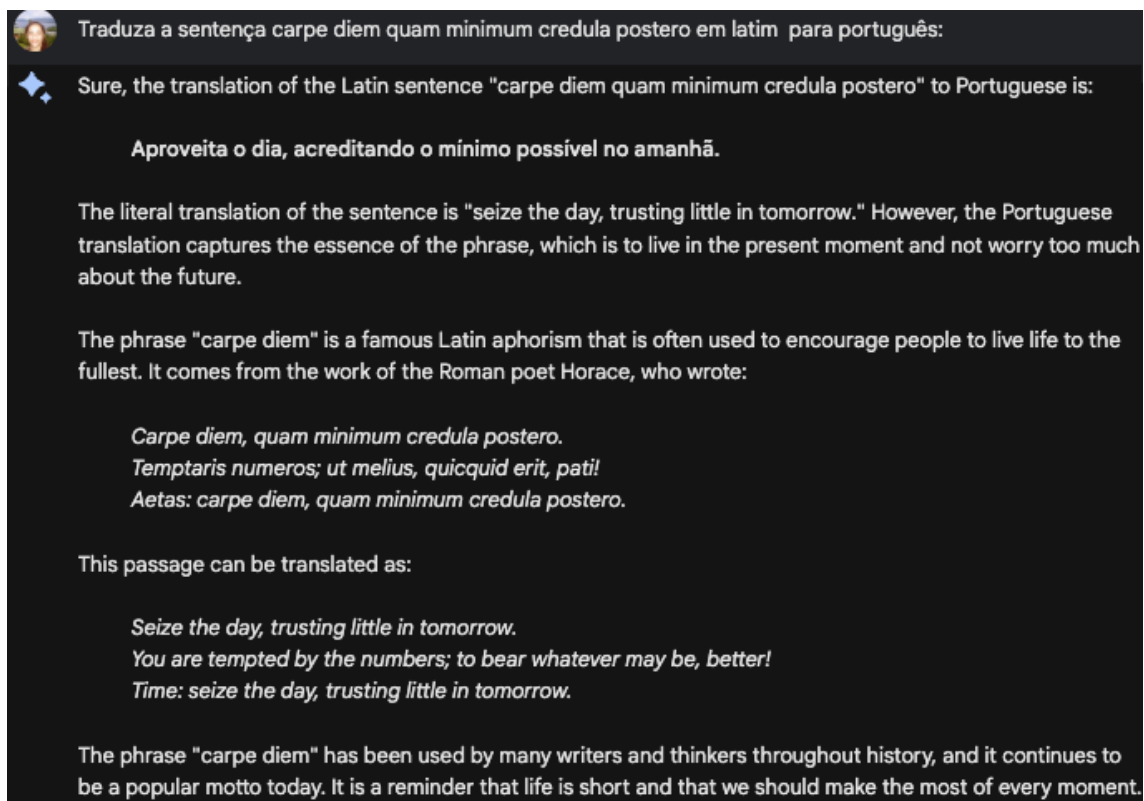 Traduza a sentença carpe diem quam minimum credula postero em latim  para português:
Sure, the translation of the Latin sentence "carpe diem quam minimum credula postero" to Portuguese is:
Aproveita o dia, acreditando o mínimo possível no amanhã.
The literal translation of the sentence is "seize the day, trusting little in tomorrow." However, the Portuguese
translation captures the essence of the phrase, which is to live in the present moment and not worry too much
about the future.
The phrase "carpe diem" is a famous Latin aphorism that is often used to encourage people to live life to the
fullest. It comes from the work of the Roman poet Horace, who wrote:
Carpe diem, quam minimum credula postero.
Temptaris numeros; ut melius, quicquid erit, pati!
Aetas: carpe diem, quam minimum credula postero.
This passage can be translated as:
Seize the day, trusting little in tomorrow.
You are tempted by the numbers; to bear whatever may be, better!
Time: seize the day, trusting little in tomorrow.
The phrase "carpe diem" has been used by many writers and thinkers throughout history, and it continues to
be a popular motto today. It is a reminder that life is short and that we should make the most of every moment.